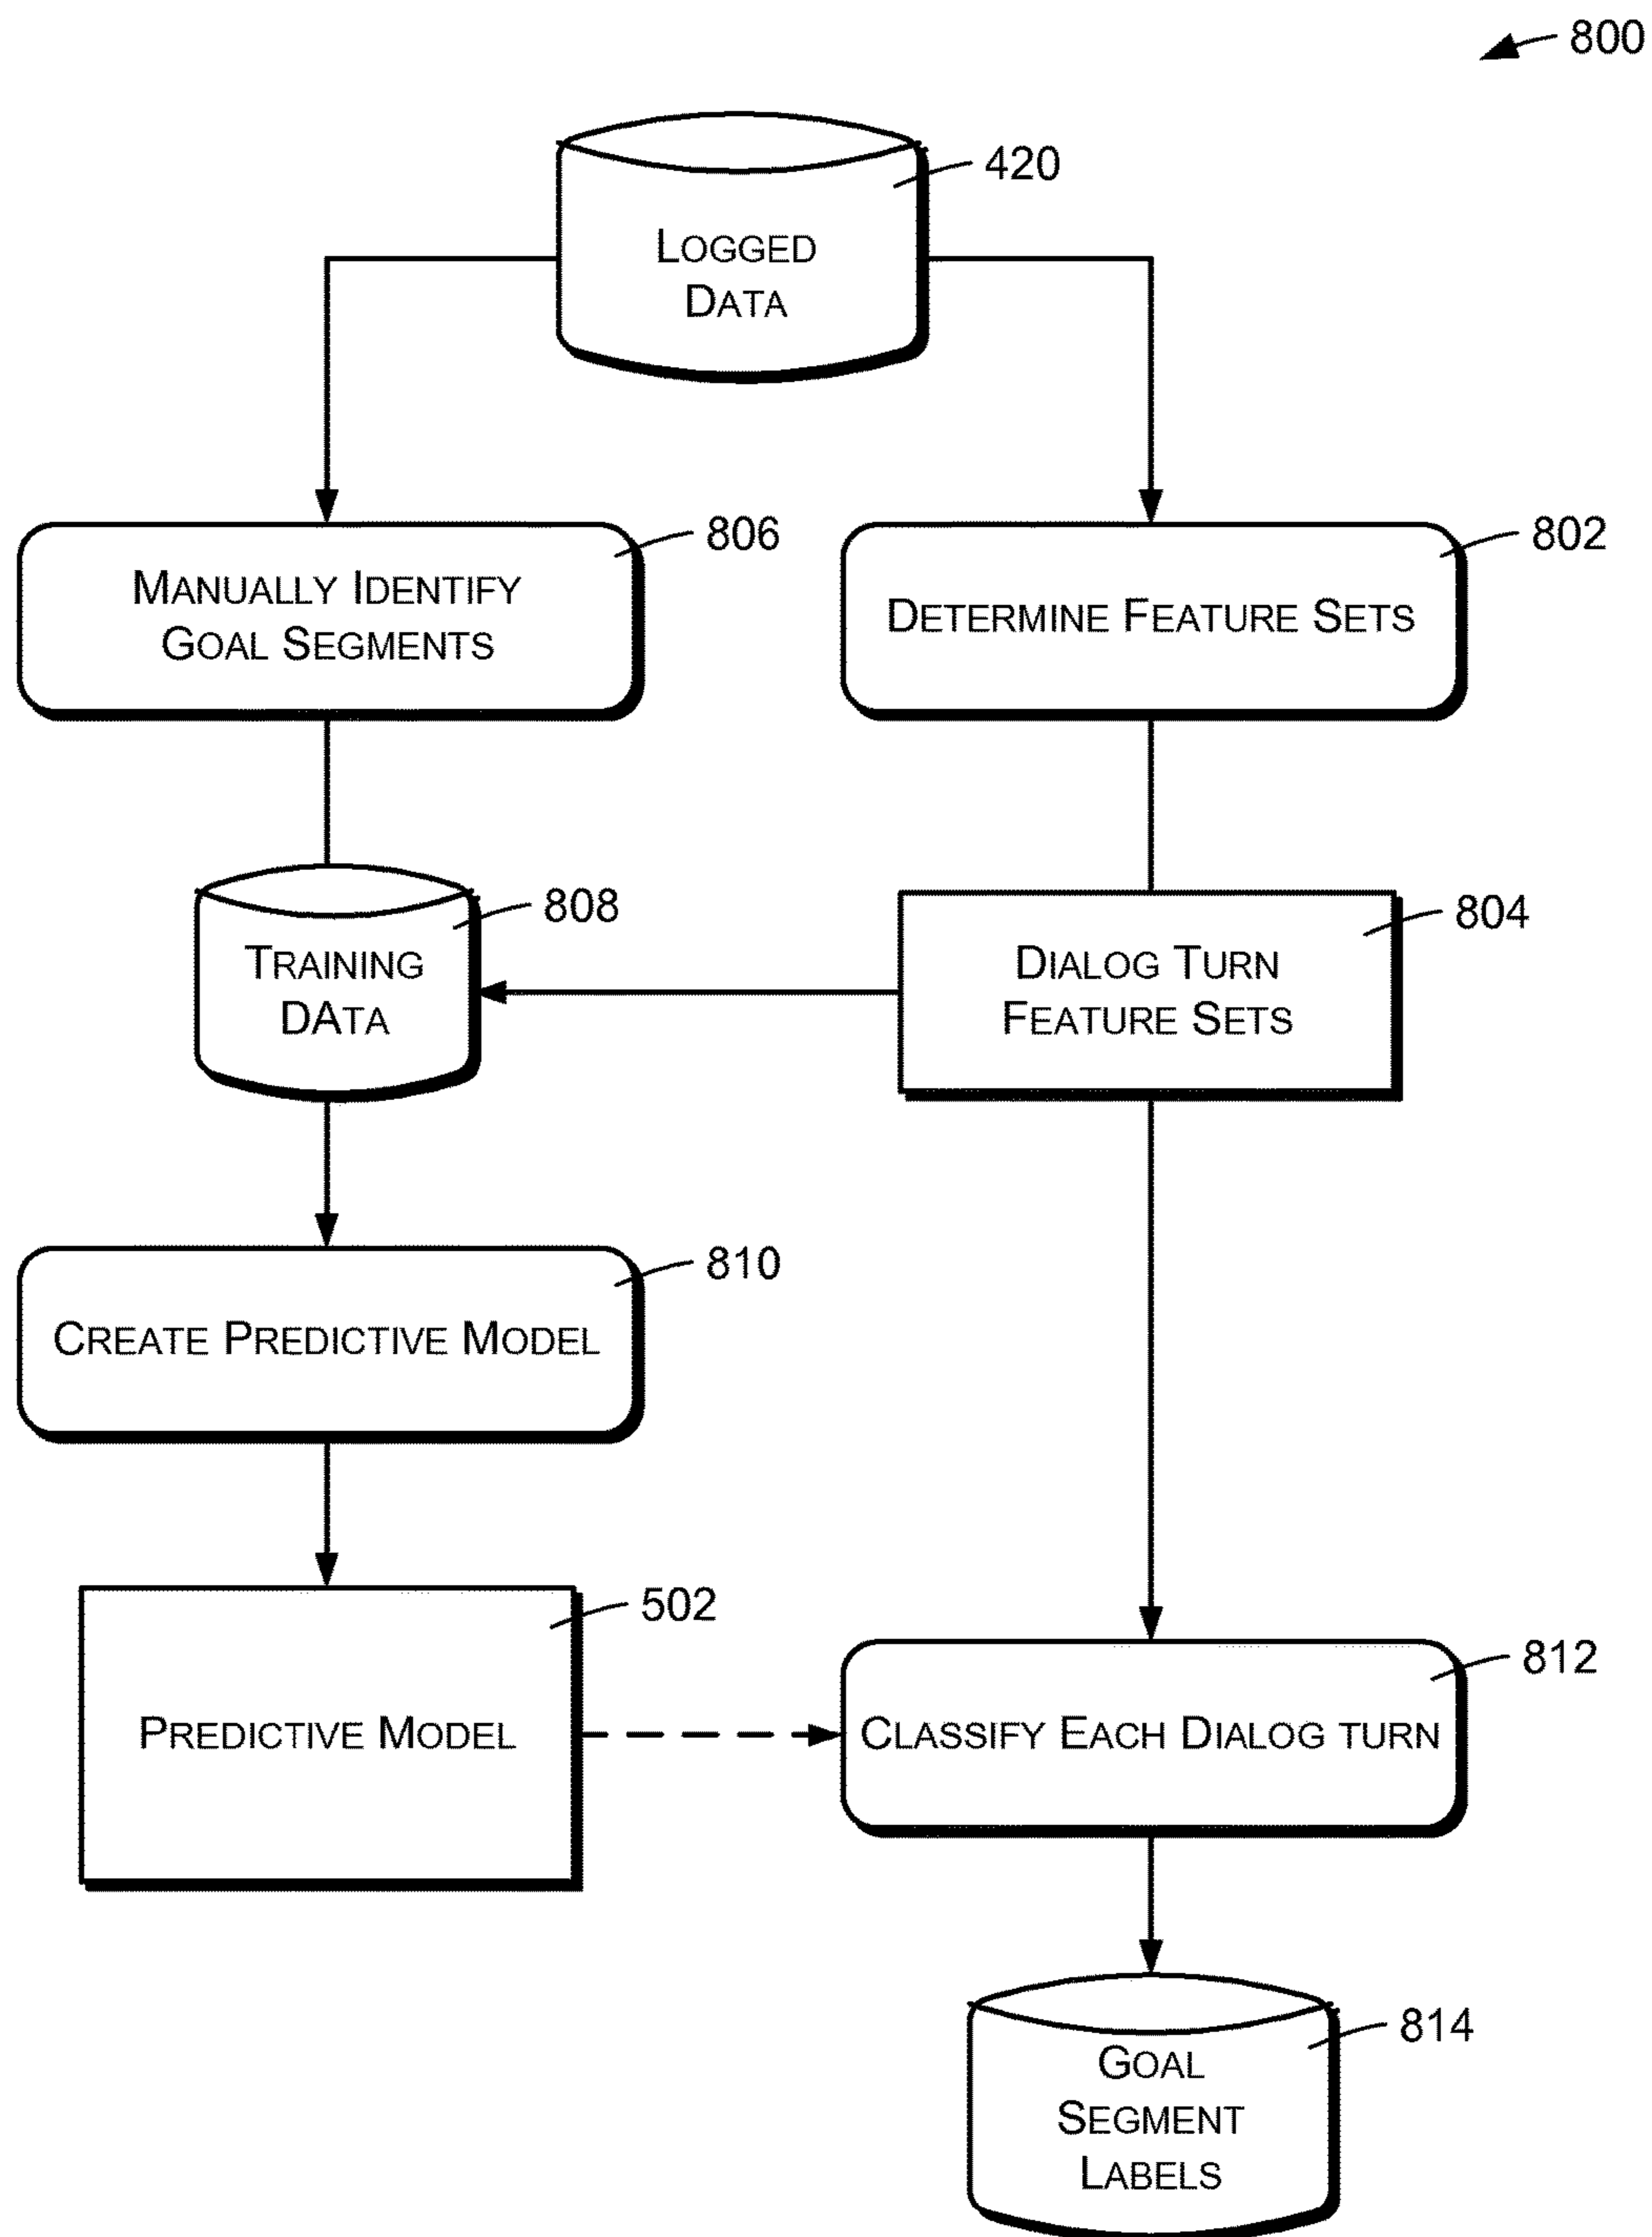 800
420
LOGGED
DATA
806
MANUALLY IDENTIFY
GOAL SEGMENTS
802
DETERMINE FEATURE SETS
808
TRAINING
DATA
804
DIALOG TURN
FEATURE SETS
810
CREATE PREDICTIVE MODEL
502
PREDICTIVE MODEL
812
CLASSIFY EACH DIALOG TURN
814
GOAL
SEGMENT
LABELS